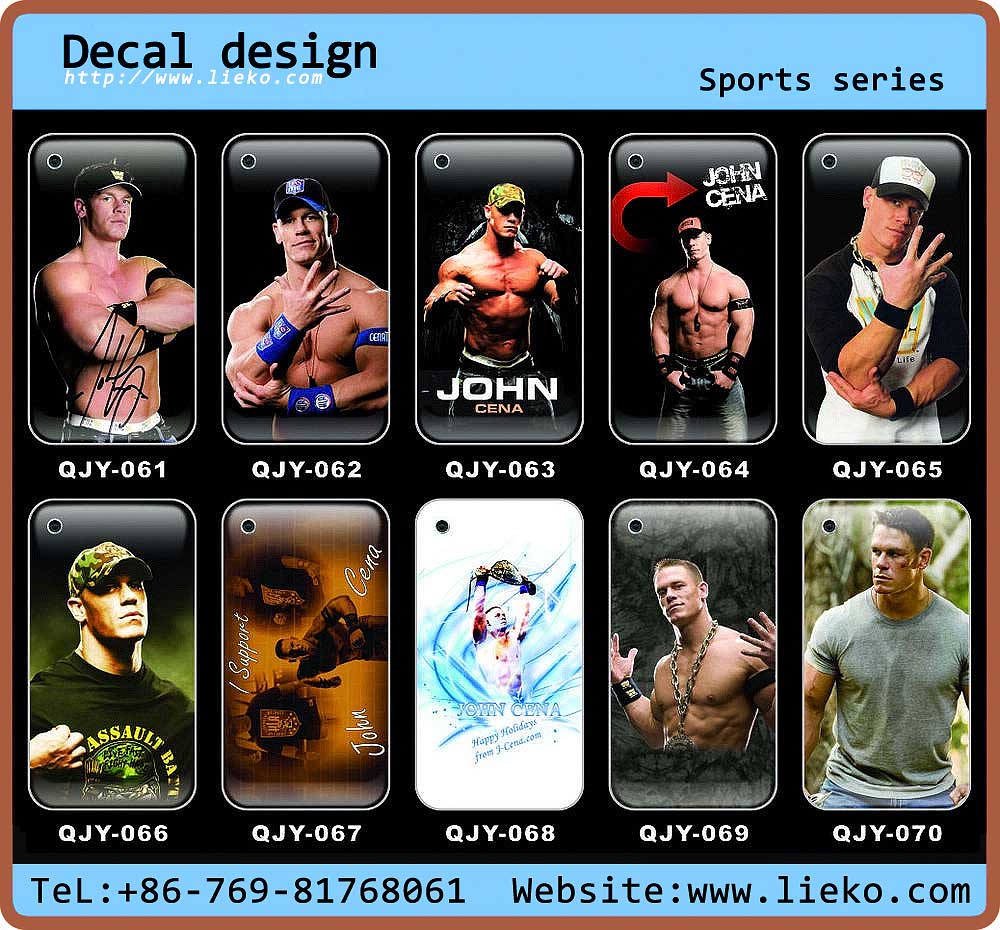 Decal design
http://www.lieko.com
Sports series
JOHN
CENA
CENATI
Life
JOHN
CENA
QJY-061
QJY-062
QJY-063
QJY-064
QJY-065
ASSAULT BA
I Support
John Cena
JOHN CENA
Happy Holidays
from J-Cena.com
QJY-066
QJY-067
QJY-068
QJY-069
QJY-070
TeL:+86-769-81768061
Website:www.lieko.com